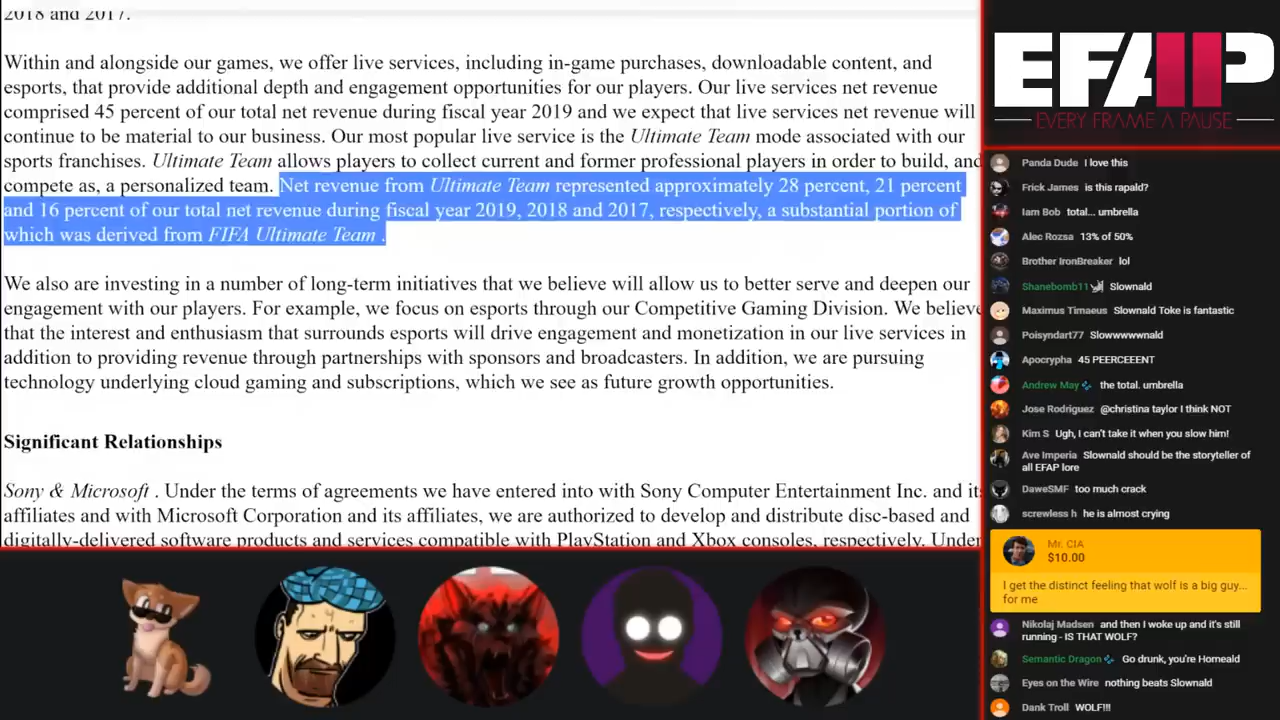 2018 and 2017.
Within and alongside our games, we offer live services, including in-game purchases, downloadable content, and
esports, that provide additional depth and engagement opportunities for our players. Our live services net revenue
comprised 45 percent of our total net revenue during fiscal year 2019 and we expect that live services net revenue will
continue to be material to our business. Our most popular live service is the Ultimate Team mode associated with our
sports franchises. Ultimate Team allows players to collect current and former professional players in order to build, and
compete as, a personalized team. Net revenue from Ultimate Team represented approximately 28 percent, 21 percent
and 16 percent of our total net revenue during fiscal year 2019, 2018 and 2017, respectively, a substantial portion of
which was derived from FIFA Ultimate Team .
We also are investing in a number of long-term initiatives that we believe will allow us to better serve and deepen our
engagement with our players. For example, we focus on esports through our Competitive Gaming Division. We believe
that the interest and enthusiasm that surrounds esports will drive engagement and monetization in our live services in
addition to providing revenue through partnerships with sponsors and broadcasters. In addition, we are pursuing
technology underlying cloud gaming and subscriptions, which we see as future growth opportunities.
Significant Relationships
Sony & Microsoft . Under the terms of agreements we have entered into with Sony Computer Entertainment Inc. and its
affiliates and with Microsoft Corporation and its affiliates, we are authorized to develop and distribute disc-based and
digitally-delivered software products and services compatible with PlayStation and Xbox consoles, respectively. Under
EFAP
EVERY FRAME A PAUSE
Panda Dude I love this
Frick James is this rapald?
Iam Bob total... umbrella
Alec Rozsa 13% of 50%
Brother IronBreaker lol
Shanebomb11 Slownald
Maximus Timaeus Slownald Toke is fantastic
Poisyndart77 Slowwwwwnald
Apocrypha 45 PEERCEEENT
Andrew May the total. umbrella
Jose Rodriguez @christina taylor I think NOT
Kim S Ugh, I can't take it when you slow him!
Ave Imperia Slownald should be the storyteller of
all EFAP lore
DaweSMF too much crack
screwless h he is almost crying
Mr. CIA
$10.00
I get the distinct feeling that wolf is a big guy...
for me
Nikolaj Madsen and then I woke up and it's still
running - IS THAT WOLF?
Semantic Dragon Go drunk, you're Homeald
Eyes on the Wire nothing beats Slownald
Dank Troll WOLF!!!